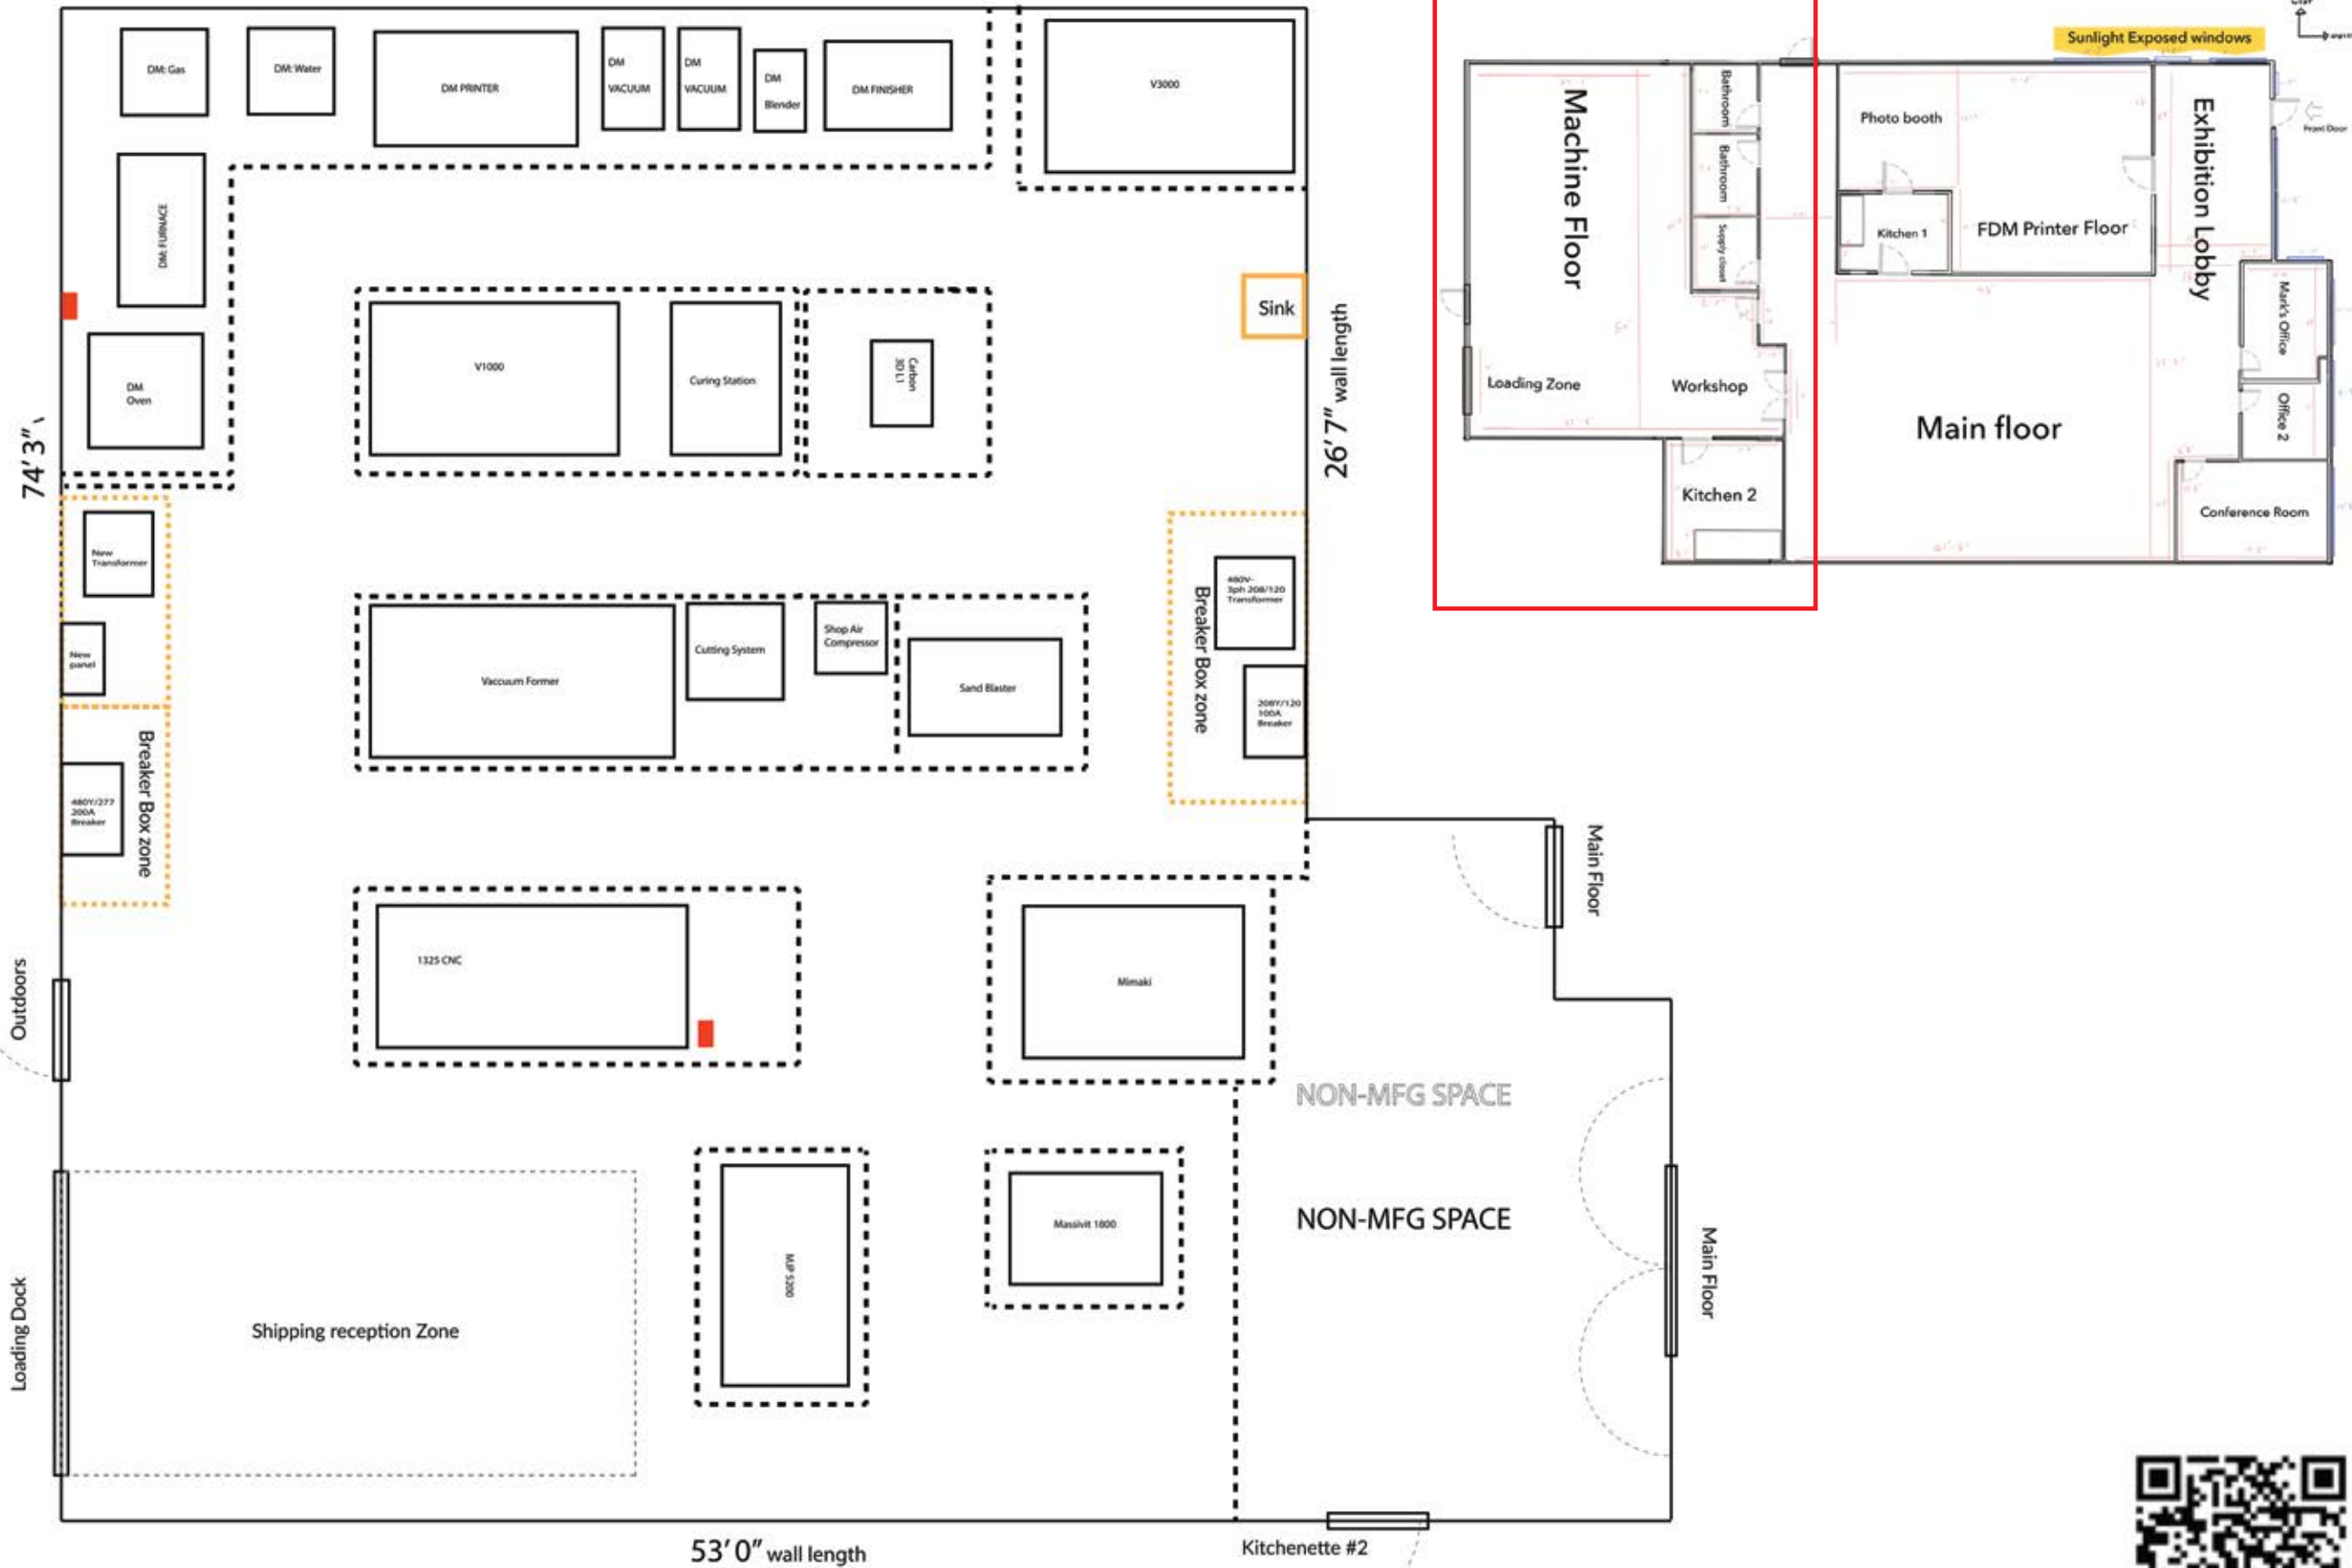 DM: Gas
DM: Water
DM PRINTER
DM
VACUUM
DM
VACUUM
DM
Blender
DM FINISHER
V3000
DM FURNACE
DM
Oven
V1000
Curing Station
Carbon
3D L1
Sink
26'7" wall length
74'3"
New
Transformer
New
panel
480Y/277
200A
Breaker
Breaker Box zone
Vaccuum Former
Cutting System
Shop Air
Compressor
Sand Blaster
Breaker Box zone
480V-
3ph 208/120
Transformer
208Y/120
100A
Breaker
1325 CNC
Mimaki
Main Floor
Outdoors
NON-MFG SPACE
NON-MFG SPACE
MJP 5200
Massivit 1800
Main Floor
Loading Dock
Shipping reception Zone
53'0" wall length
Kitchenette #2
Sunlight Exposed windows
Machine Floor
Bathroom
Bathroom
Supply closet
Photo booth
Kitchen 1
FDM Printer Floor
Exhibition Lobby
Front Door
Loading Zone
Workshop
Mark's Office
Office 2
Main floor
Kitchen 2
Conference Room